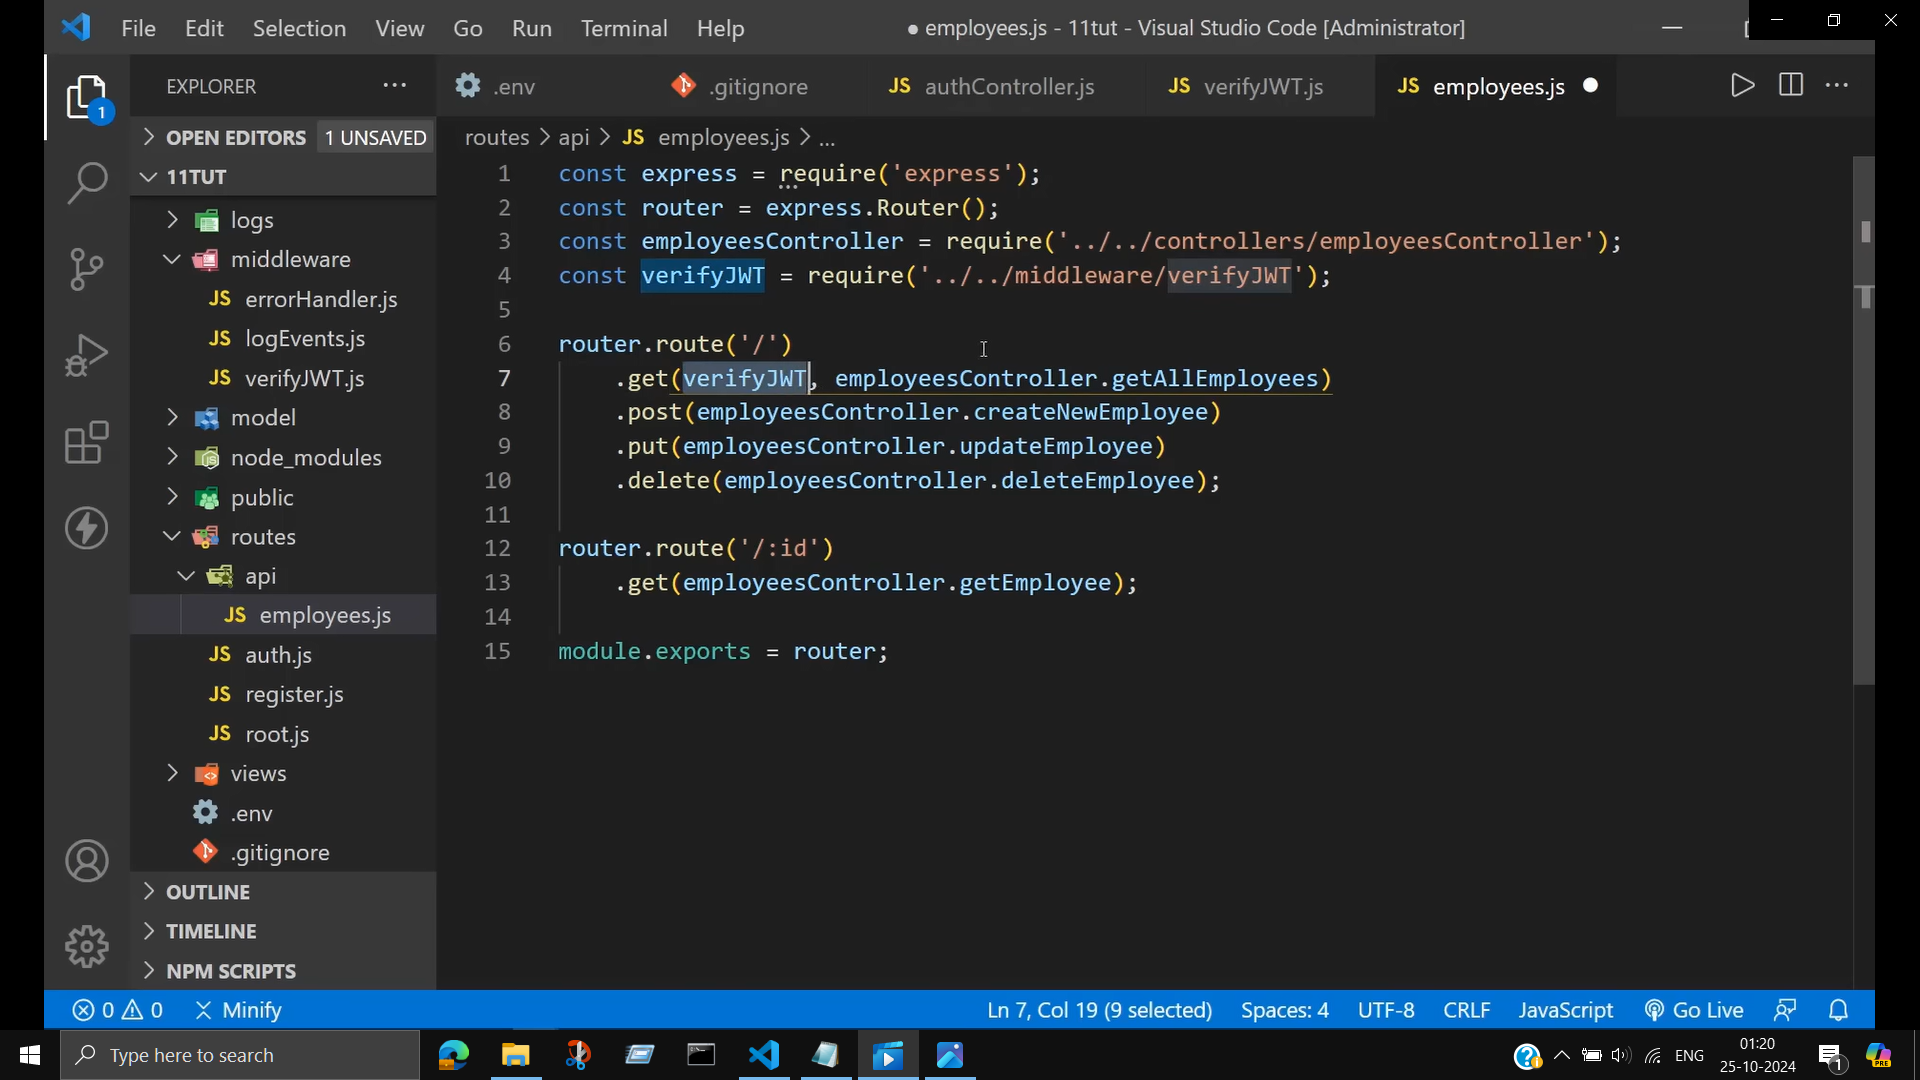 File Edit Selection View Go Run Terminal Help
● employees.js - 11tut - Visual Studio Code [Administrator]
EXPLORER
.env
.gitignore
JS authController.js
JS verifyJWT.js
JS employees.js
1
OPEN EDITORS 1 UNSAVED
11TUT
logs
middleware
JS errorHandler.js
JS logEvents.js
JS verifyJWT.js
model
node_modules
public
routes
api
JS employees.js
JS auth.js
JS register.js
JS root.js
views
.env
.gitignore
OUTLINE
TIMELINE
NPM SCRIPTS
routes > api > JS employees.js > ...
1 const express = require('express');
2 const router = express.Router();
3 const employeesController = require('../../controllers/employeesController');
4 const verifyJWT = require('../../middleware/verifyJWT');
5
6 router.route('/')
7 .get(verifyJWT, employeesController.getAllEmployees)
8 .post(employeesController.createNewEmployee)
9 .put(employeesController.updateEmployee)
10 .delete(employeesController.deleteEmployee);
11
12 router.route('/:id')
13 .get(employeesController.getEmployee);
14
15 module.exports = router;
0 0 Minify
Ln 7, Col 19 (9 selected) Spaces: 4 UTF-8 CRLF JavaScript Go Live
Type here to search
ENG
01:20
25-10-2024
1
PRE